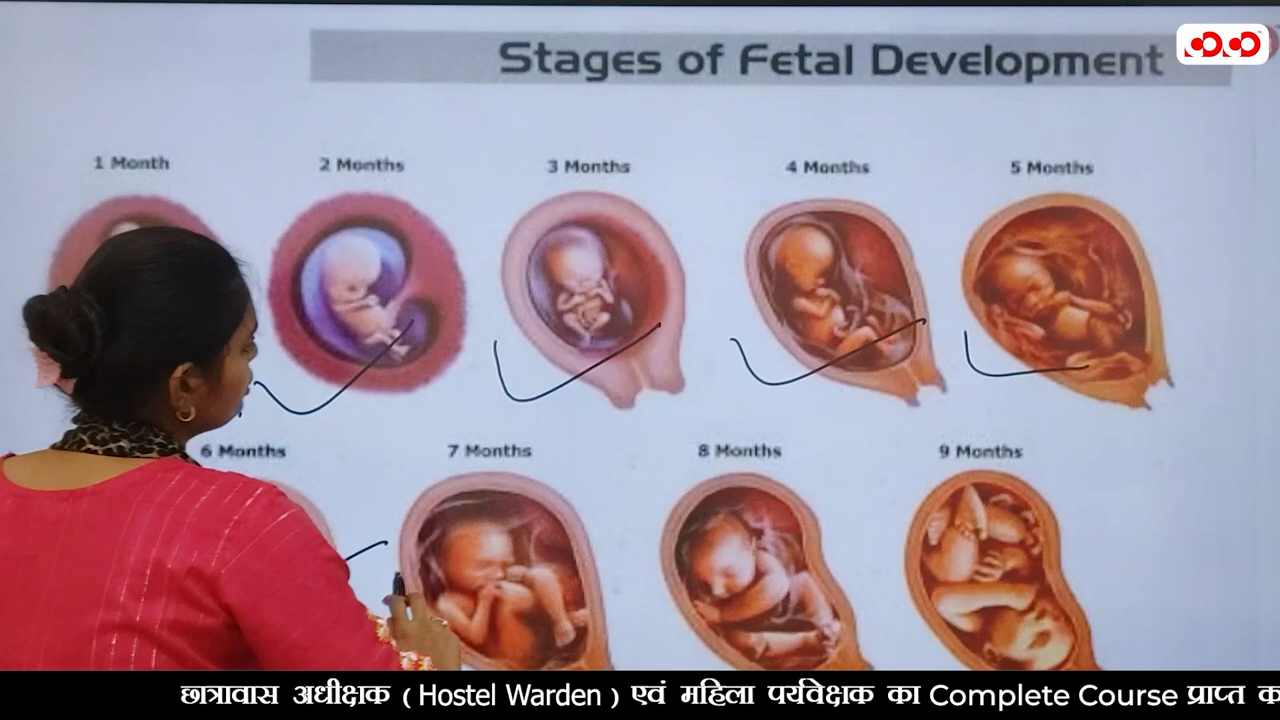 Stages of Fetal Development
1 Month 2 Months 3 Months 4 Months 5 Months
6 Months 7 Months 8 Months 9 Months
छात्रावास अधीक्षक ( Hostel Warden ) एवं महिला पर्यवेक्षक का Complete Course प्राप्त क